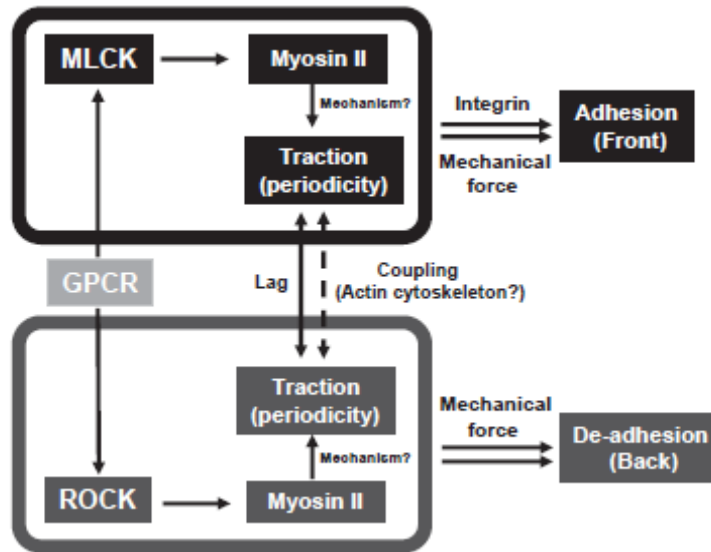 MLCK
Myosin II
Mechanism?
Traction
(periodicity)
Integrin
Mechanical
force
Adhesion
(Front)
GPCR
Lag
Coupling
(Actin cytoskeleton?)
Traction
(periodicity)
Mechanism?
ROCK
Myosin II
Mechanical
force
De-adhesion
(Back)